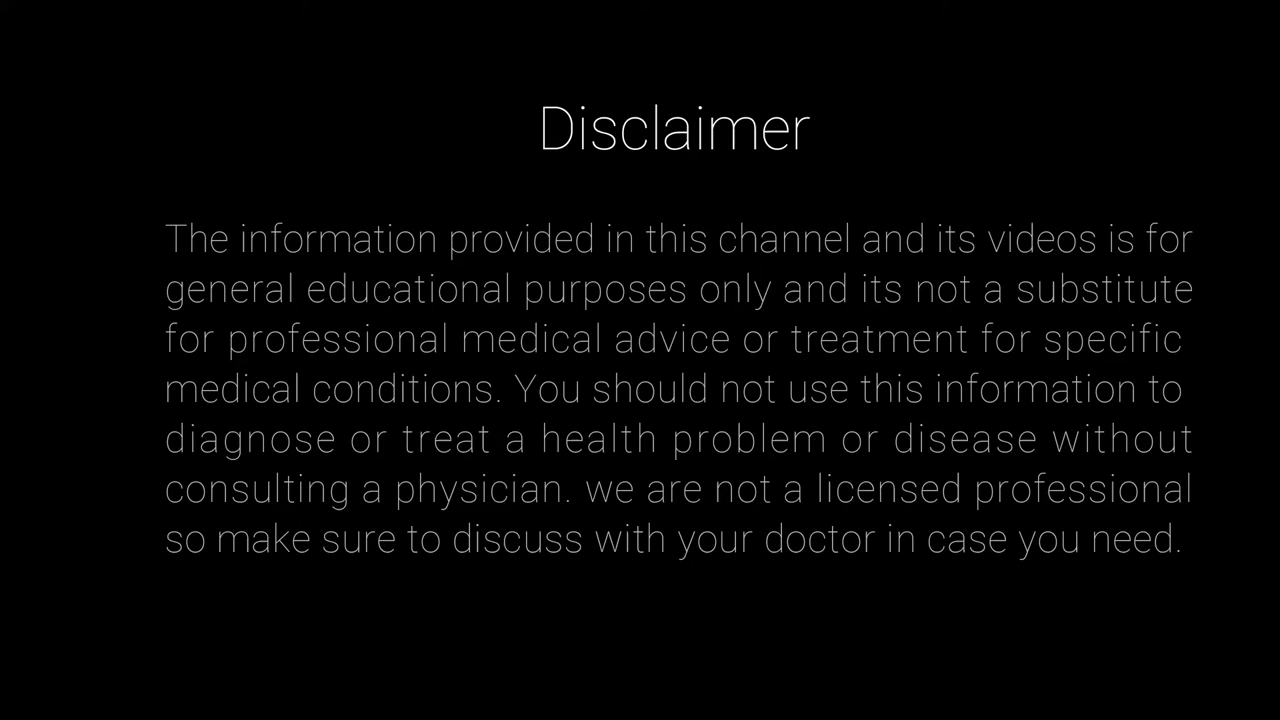 Disclaimer
The information provided in this channel and its videos is for
general educational purposes only and its not a substitute
for professional medical advice or treatment for specific
medical conditions. You should not use this information to
diagnose or treat a health problem or disease without
consulting a physician. we are not a licensed professional
so make sure to discuss with your doctor in case you need.